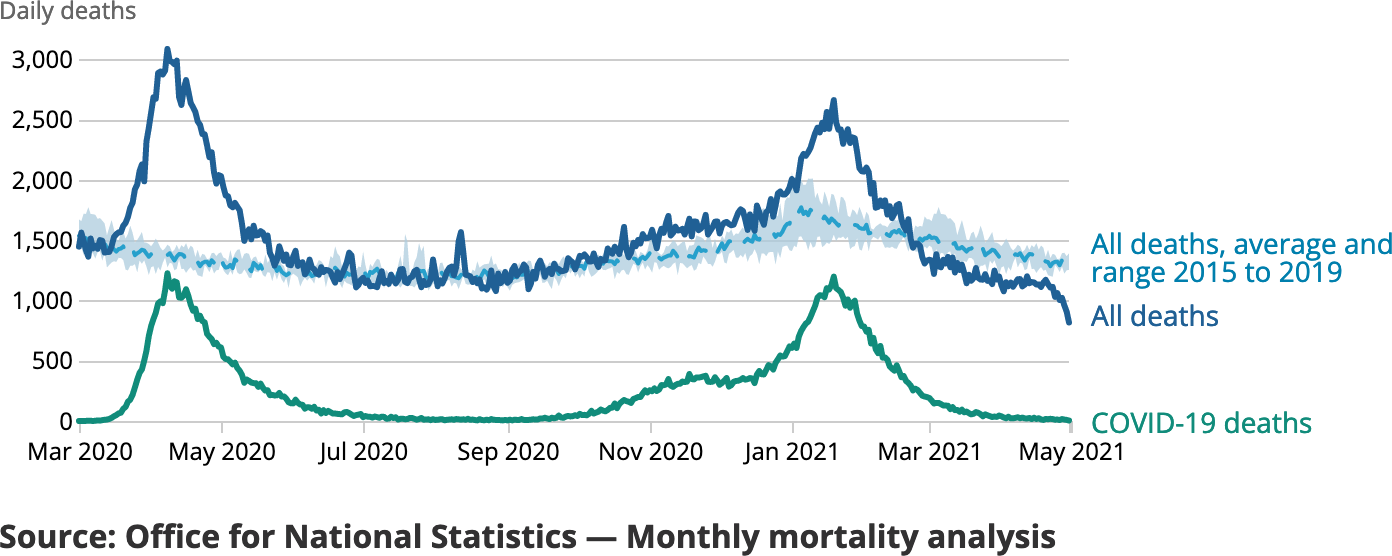 Daily deaths
3,000
2,500
2,000
1,500
1,000
500
0
Mar 2020 May 2020 Jul 2020 Sep 2020 Nov 2020 Jan 2021 Mar 2021 May 2021
All deaths, average and
range 2015 to 2019
All deaths
COVID-19 deaths
Source: Office for National Statistics — Monthly mortality analysis